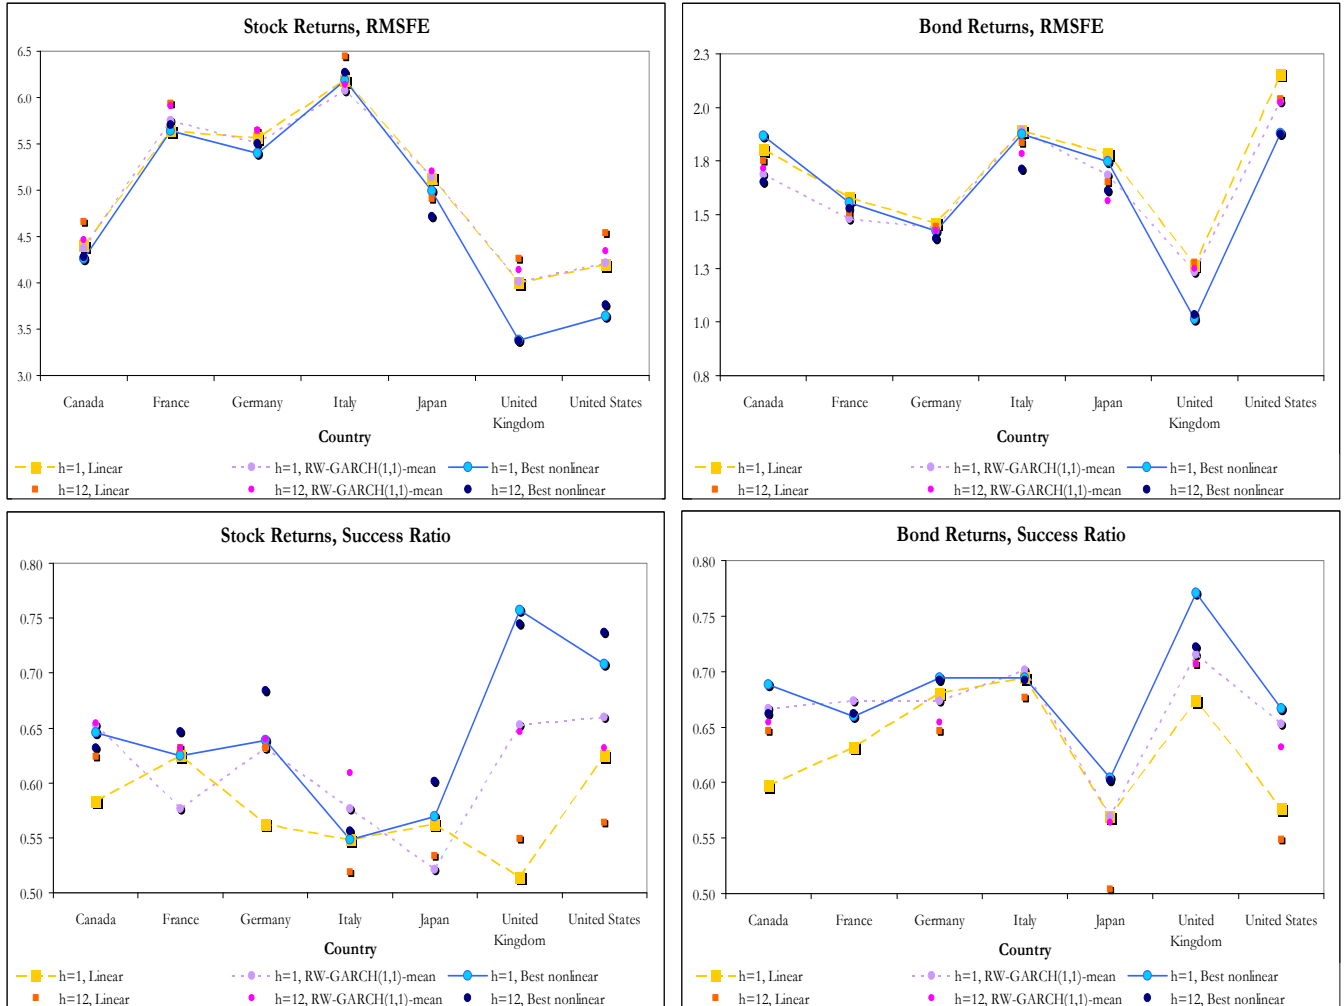 Stock Returns, RMSFE
6.5
6.0
5.5
5.0
4.5
4.0
3.5
3.0
Canada France Germany Italy Japan United Kingdom United States
Country
h=1, Linear h=1, RW-GARCH(1,1)-mean h=1, Best nonlinear
h=12, Linear h=12, RW-GARCH(1,1)-mean h=12, Best nonlinear
Bond Returns, RMSFE
2.3
2.0
1.8
1.5
1.3
1.0
0.8
Canada France Germany Italy Japan United Kingdom United States
Country
h=1, Linear h=1, RW-GARCH(1,1)-mean h=1, Best nonlinear
h=12, Linear h=12, RW-GARCH(1,1)-mean h=12, Best nonlinear
Stock Returns, Success Ratio
0.80
0.75
0.70
0.65
0.60
0.55
0.50
Canada France Germany Italy Japan United Kingdom United States
Country
h=1, Linear h=1, RW-GARCH(1,1)-mean h=1, Best nonlinear
h=12, Linear h=12, RW-GARCH(1,1)-mean h=12, Best nonlinear
Bond Returns, Success Ratio
0.80
0.75
0.70
0.65
0.60
0.55
0.50
Canada France Germany Italy Japan United Kingdom United States
Country
h=1, Linear h=1, RW-GARCH(1,1)-mean h=1, Best nonlinear
h=12, Linear h=12, RW-GARCH(1,1)-mean h=12, Best nonlinear